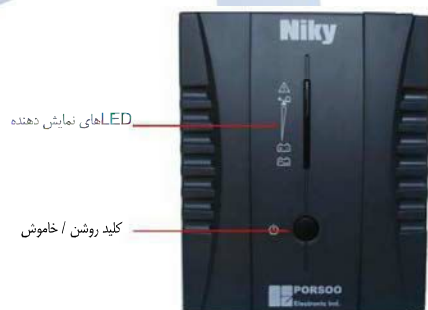 Niky
LEDهای نمایش دهنده
کلید روشن / خاموش
PORSOO
Electronic Ind.